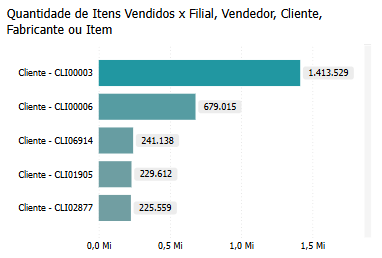 Quantidade de Itens Vendidos x Filial, Vendedor, Cliente,
Fabricante ou Item
Cliente - CLI00003
1.413.529
Cliente - CLI00006
679.015
Cliente - CLI06914
241.138
Cliente - CLI01905
229.612
Cliente - CLI02877
225.559
0,0 Mi
0,5 Mi
1,0 Mi
1,5 Mi